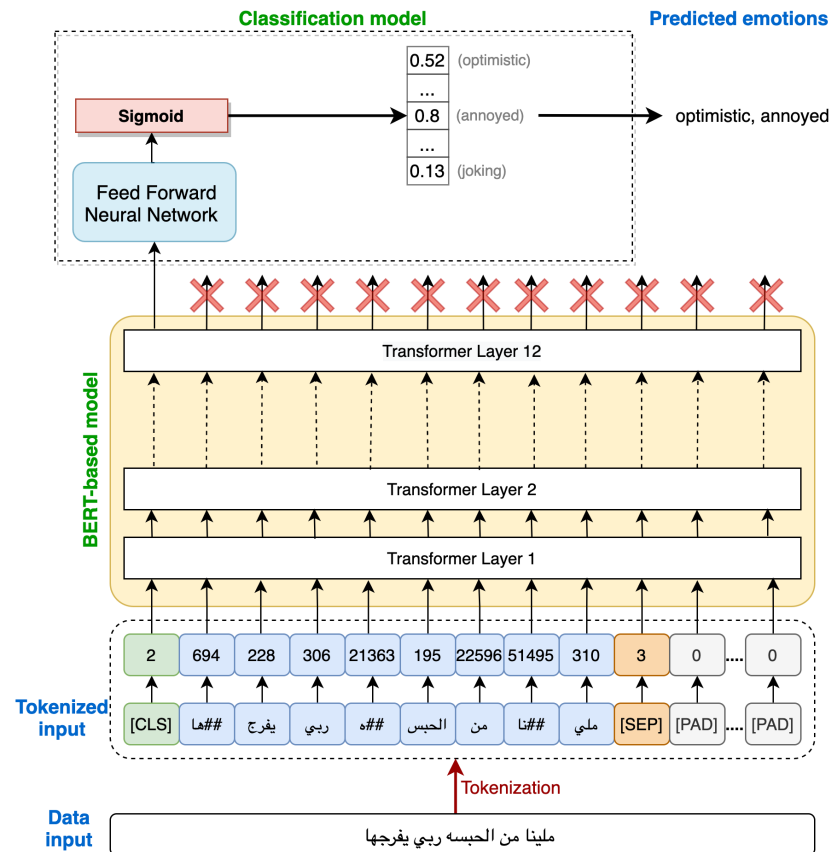 Classification model
Predicted emotions
0.52 (optimistic)
...
Sigmoid
0.8 (annoyed)
optimistic, annoyed
...
0.13 (joking)
Feed Forward
Neural Network
BERT-based model
Transformer Layer 12
Transformer Layer 2
Transformer Layer 1
2 694 228 306 21363 195 22596 51495 310 3 0 .... 0
Tokenized
input
[CLS] ##ها يفرج ربي ##ه الحبس من ##نا ملي [SEP] [PAD] .... [PAD]
Tokenization
Data
input
ملينا من الحبسه ربي يفرجها